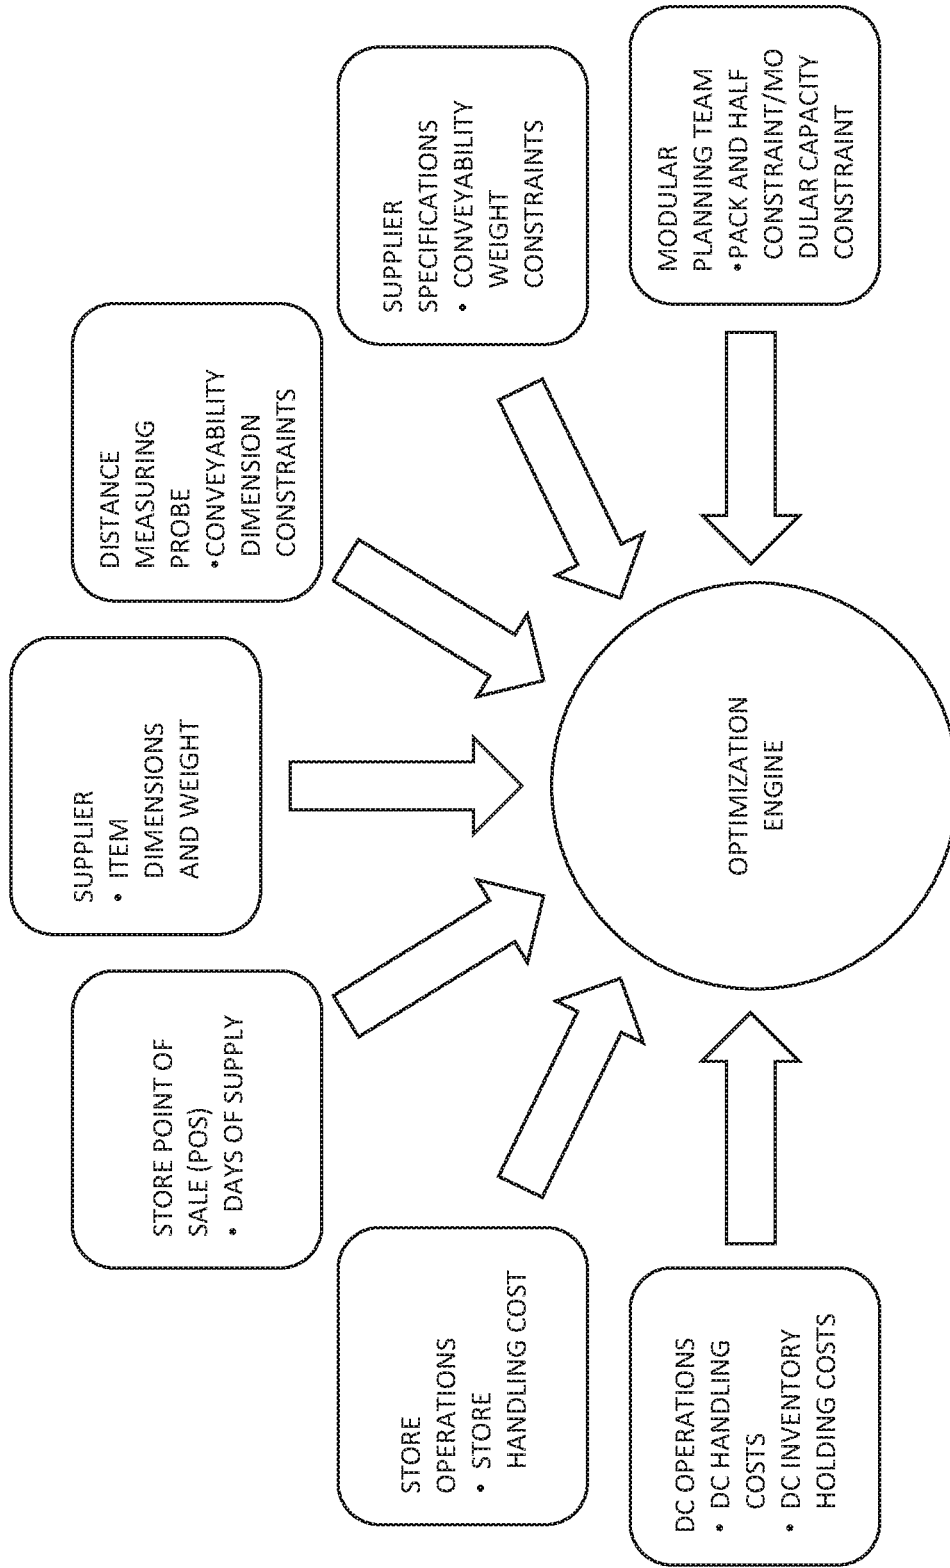 DC OPERATIONS
• DC HANDLING
COSTS
• DC INVENTORY
HOLDING COSTS
STORE
OPERATIONS
• STORE
HANDLING COST
STORE POINT OF
SALE (POS)
• DAYS OF SUPPLY
SUPPLIER
• ITEM
DIMENSIONS
AND WEIGHT
DISTANCE
MEASURING
PROBE
•CONVEYABILITY
DIMENSION
CONSTRAINTS
SUPPLIER
SPECIFICATIONS
• CONVEYABILITY
WEIGHT
CONSTRAINTS
MODULAR
PLANNING TEAM
•PACK AND HALF
CONSTRAINT/MO
DULAR CAPACITY
CONSTRAINT
OPTIMIZATION
ENGINE